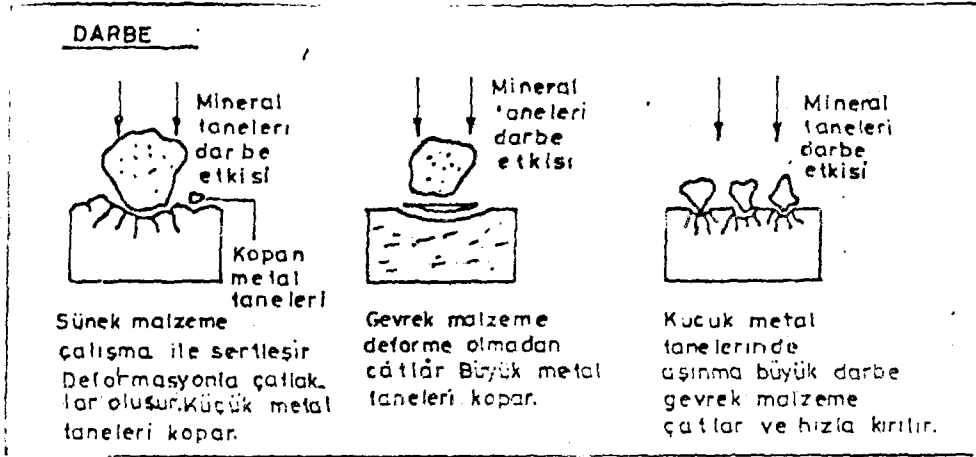 DARBE
Mineral
taneleri
darbe
etkisi
Kopan
metal
taneleri
Sünek malzeme
çalışma ile sertleşir
Deformasyonla çatlak-
lar oluşur. Küçük metal
taneleri kopar.
Mineral
taneleri
darbe
etkisi
Gevrek malzeme
deforme olmadan
çatlar Büyük metal
taneleri kopar.
Mineral
taneleri
darbe
etkisi
Kucuk metal
tanelerinde
aşınma büyük darbe
gevrek malzeme
çatlar ve hızla kırılır.